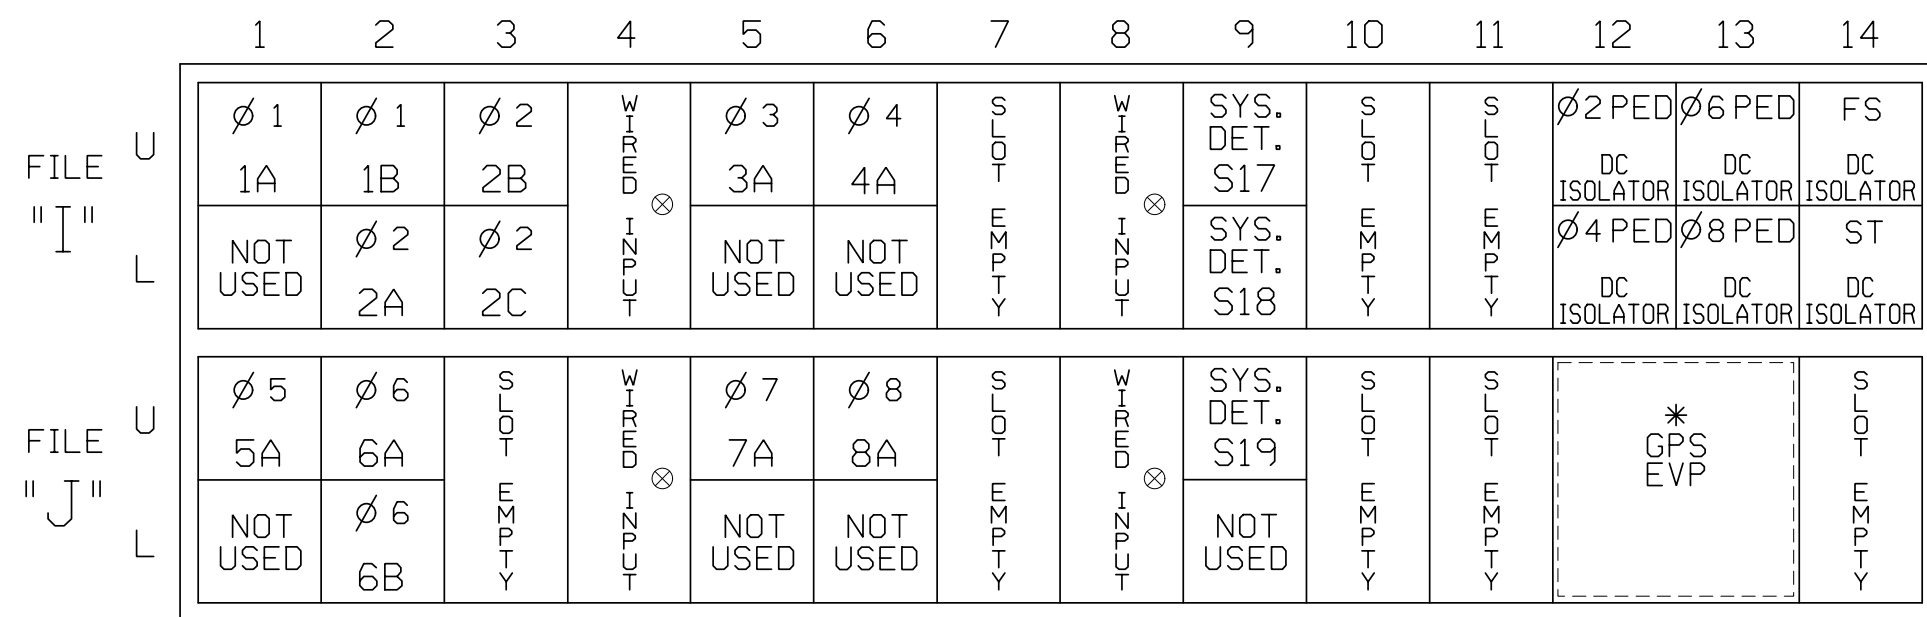 1 2 3 4 5 6 7 8 9 10 11 12 13 14
FILE
"I"
U
L
Ø 1
1A
NOT
USED
Ø 1
1B
Ø 2
2A
Ø 2
2B
Ø 2
2C
WIRED INPUT
Ø 3
3A
NOT
USED
Ø 4
4A
NOT
USED
SLOT EMPTY
WIRED INPUT
SYS.
DET.
S17
SYS.
DET.
S18
SLOT EMPTY
SLOT EMPTY
Ø2 PED
DC
ISOLATOR
Ø4 PED
DC
ISOLATOR
Ø6 PED
DC
ISOLATOR
Ø8 PED
DC
ISOLATOR
FS
DC
ISOLATOR
ST
DC
ISOLATOR
FILE
"J"
U
L
Ø 5
5A
NOT
USED
Ø 6
6A
Ø 6
6B
SLOT EMPTY
WIRED INPUT
Ø 7
7A
NOT
USED
Ø 8
8A
NOT
USED
SLOT EMPTY
WIRED INPUT
SYS.
DET.
S19
NOT
USED
SLOT EMPTY
SLOT EMPTY
*
GPS
EVP
SLOT EMPTY